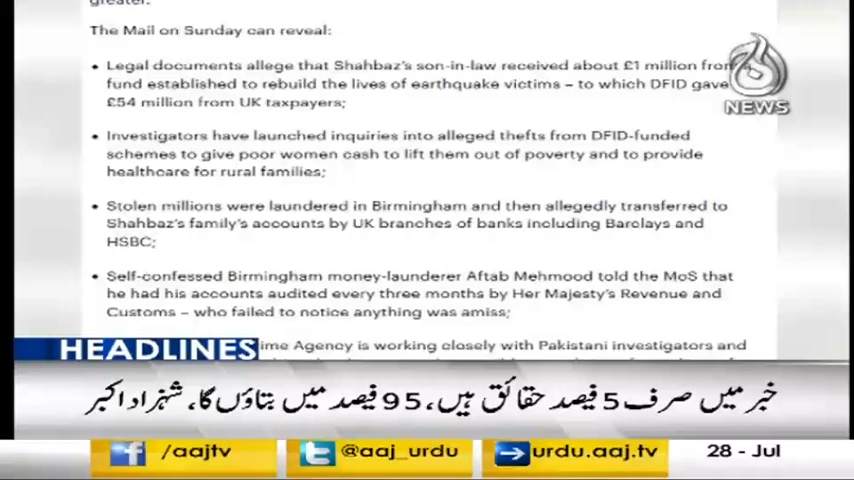 greater.
The Mail on Sunday can reveal:
• Legal documents allege that Shahbaz's son-in-law received about £1 million from a
fund established to rebuild the lives of earthquake victims – to which DFID gave
£54 million from UK taxpayers;
• Investigators have launched inquiries into alleged thefts from DFID-funded
schemes to give poor women cash to lift them out of poverty and to provide
healthcare for rural families;
• Stolen millions were laundered in Birmingham and then allegedly transferred to
Shahbaz's family's accounts by UK branches of banks including Barclays and
HSBC;
• Self-confessed Birmingham money-launderer Aftab Mehmood told the MoS that
he had his accounts audited every three months by Her Majesty's Revenue and
Customs – who failed to notice anything was amiss;
Agency is working closely with Pakistani investigators and
NEWS
HEADLINES
خبر میں صرف 5 فیصد حقائق ہیں، 95 فیصد میں بتاؤں گا، شہزاد اکبر
/aajtv
@aaj_urdu
urdu.aaj.tv
28 - Jul